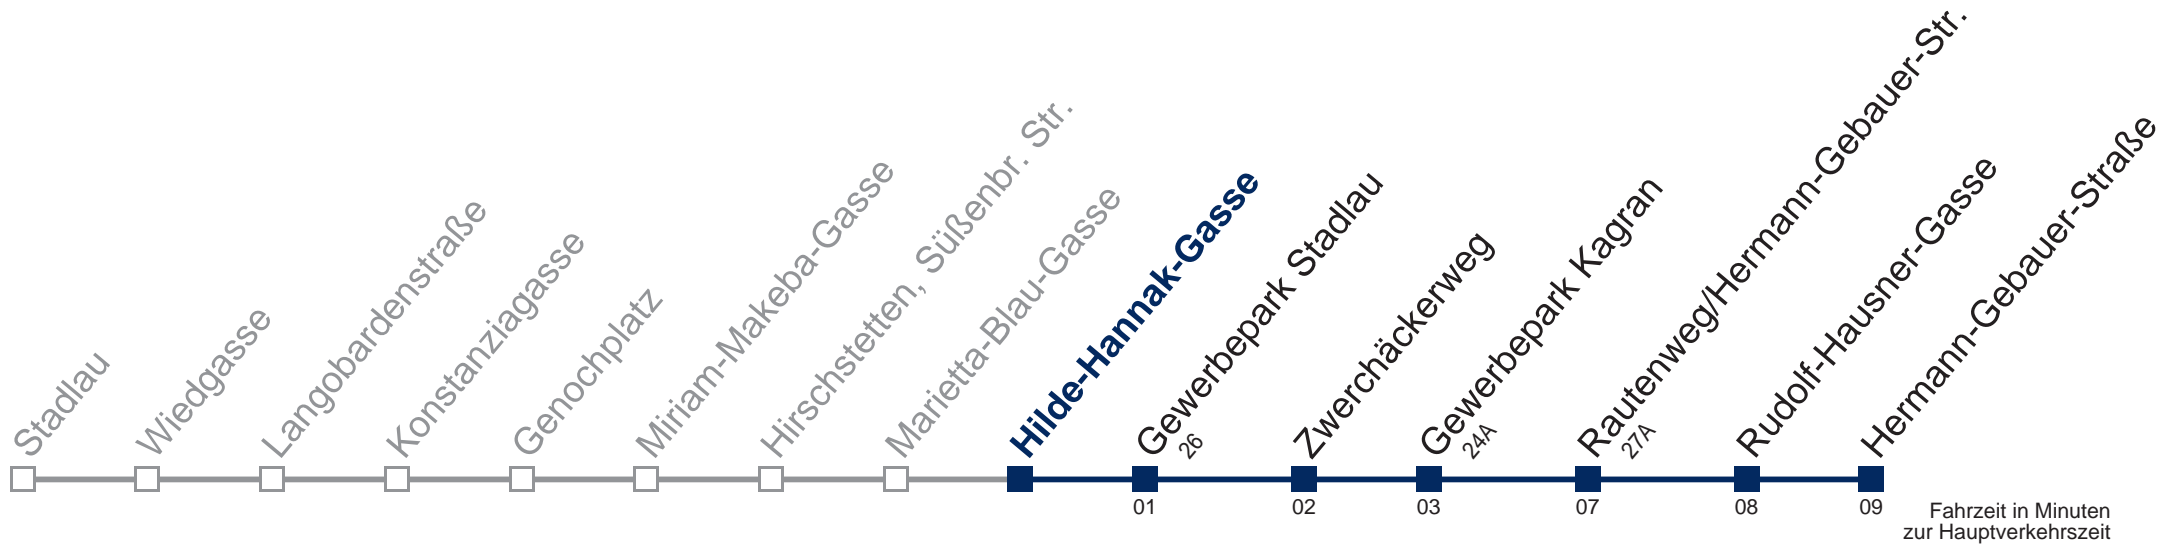 Stadlau
Wiedgasse
Langobardenstraße
Konstanziagasse
Genochplatz
Miriam-Makeba-Gasse
Hirschstetten, Süßenbr. Str.
Marietta-Blau-Gasse
Hilde-Hannak-Gasse
Gewerbepark Stadlau
26
Zwerchäckerweg
Gewerbepark Kagran
24A
Rautenweg/Hermann-Gebauer-Str.
27A
Rudolf-Hausner-Gasse
Hermann-Gebauer-Straße
01 02 03 07 08 09
Fahrzeit in Minuten
zur Hauptverkehrszeit